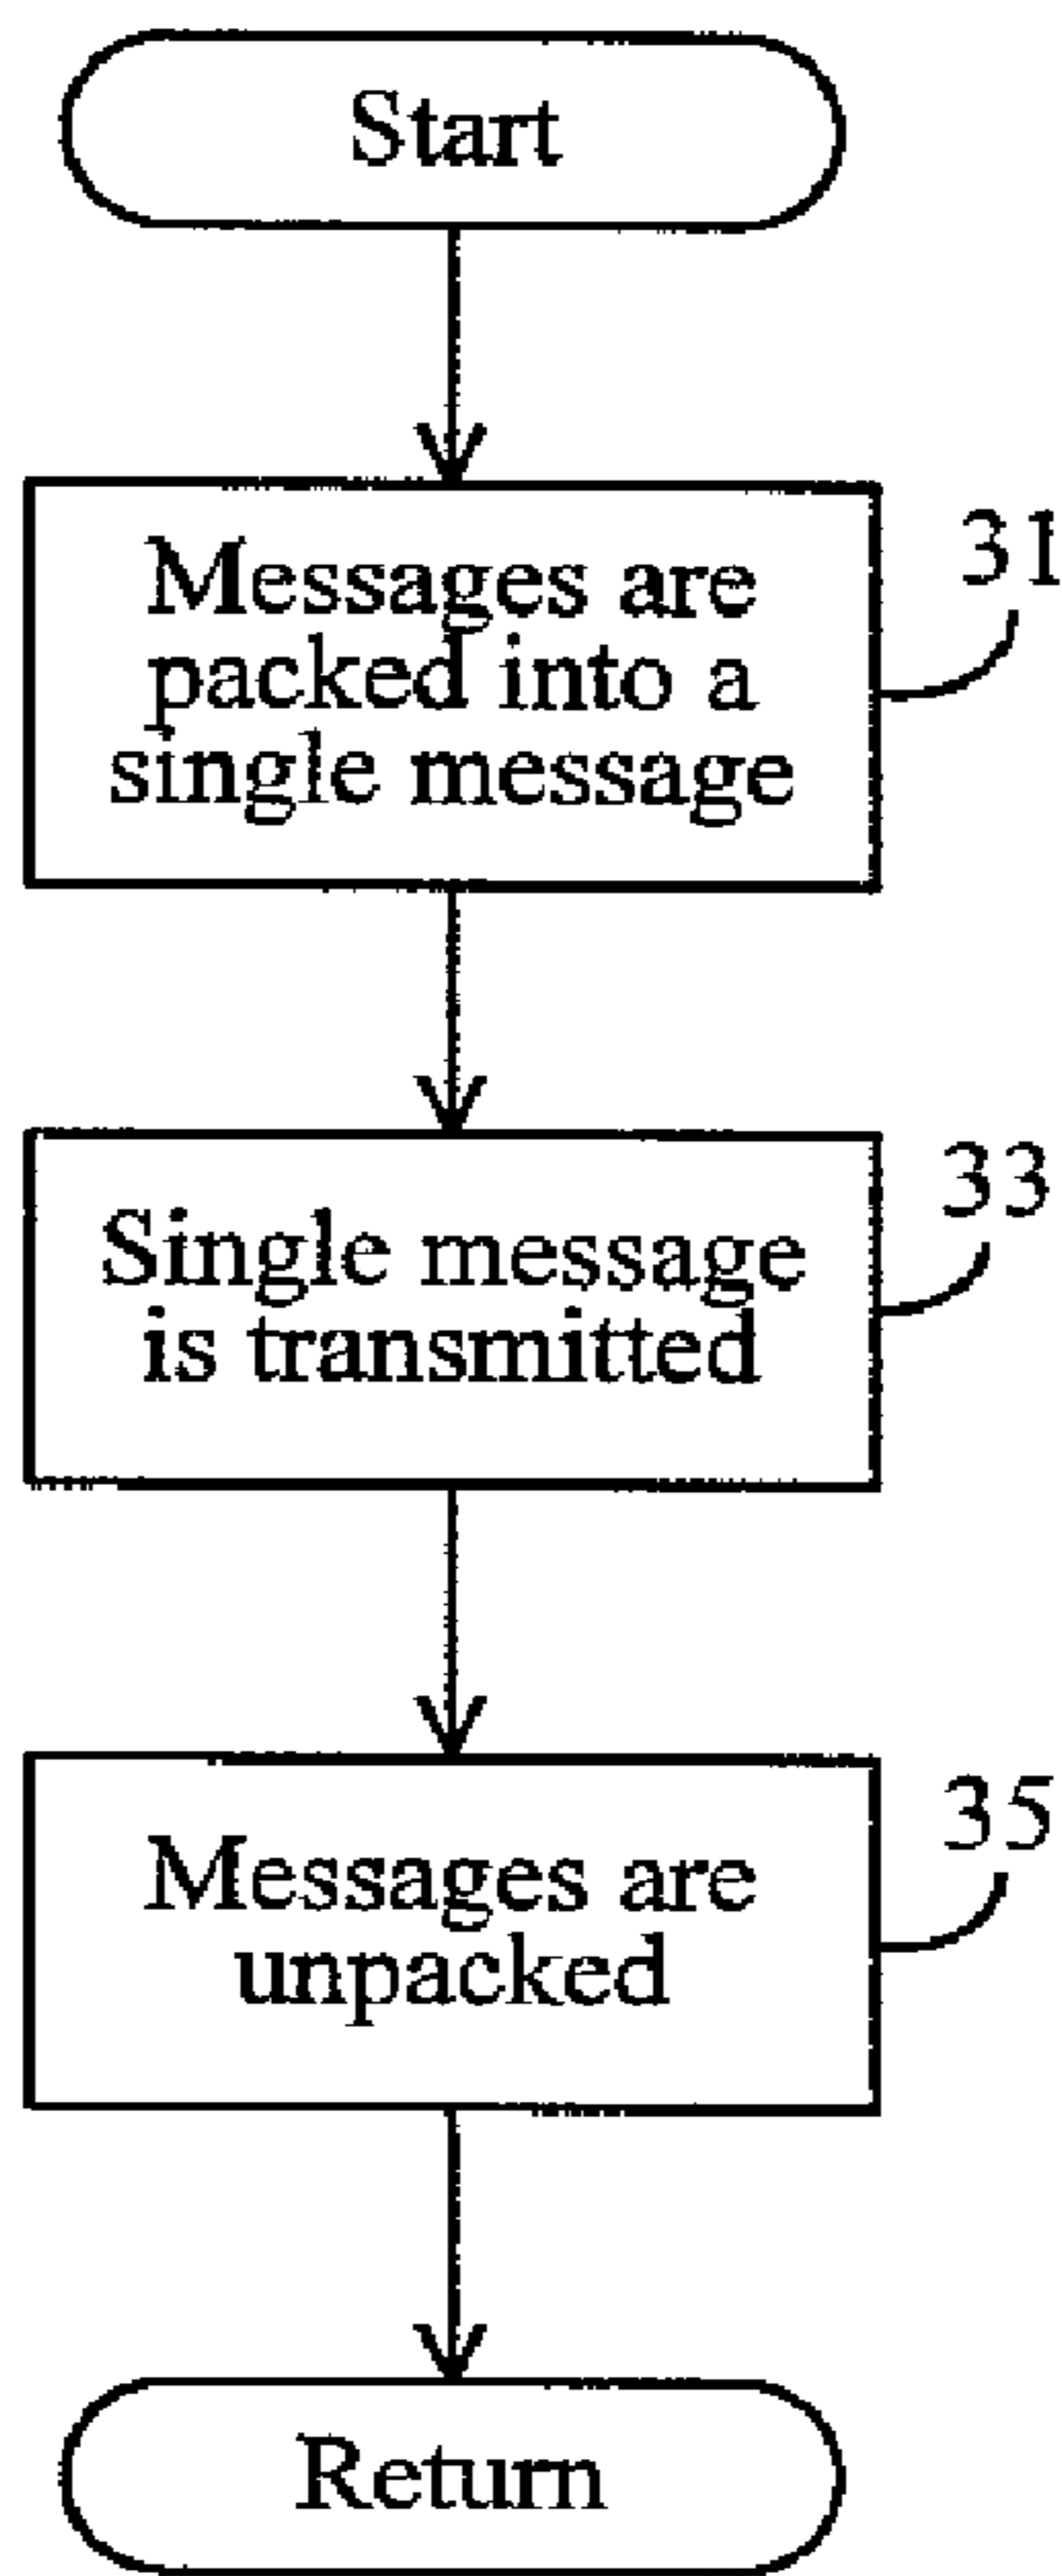 Start
Messages are
packed into a
single message
31
Single message
is transmitted
33
Messages are
unpacked
35
Return